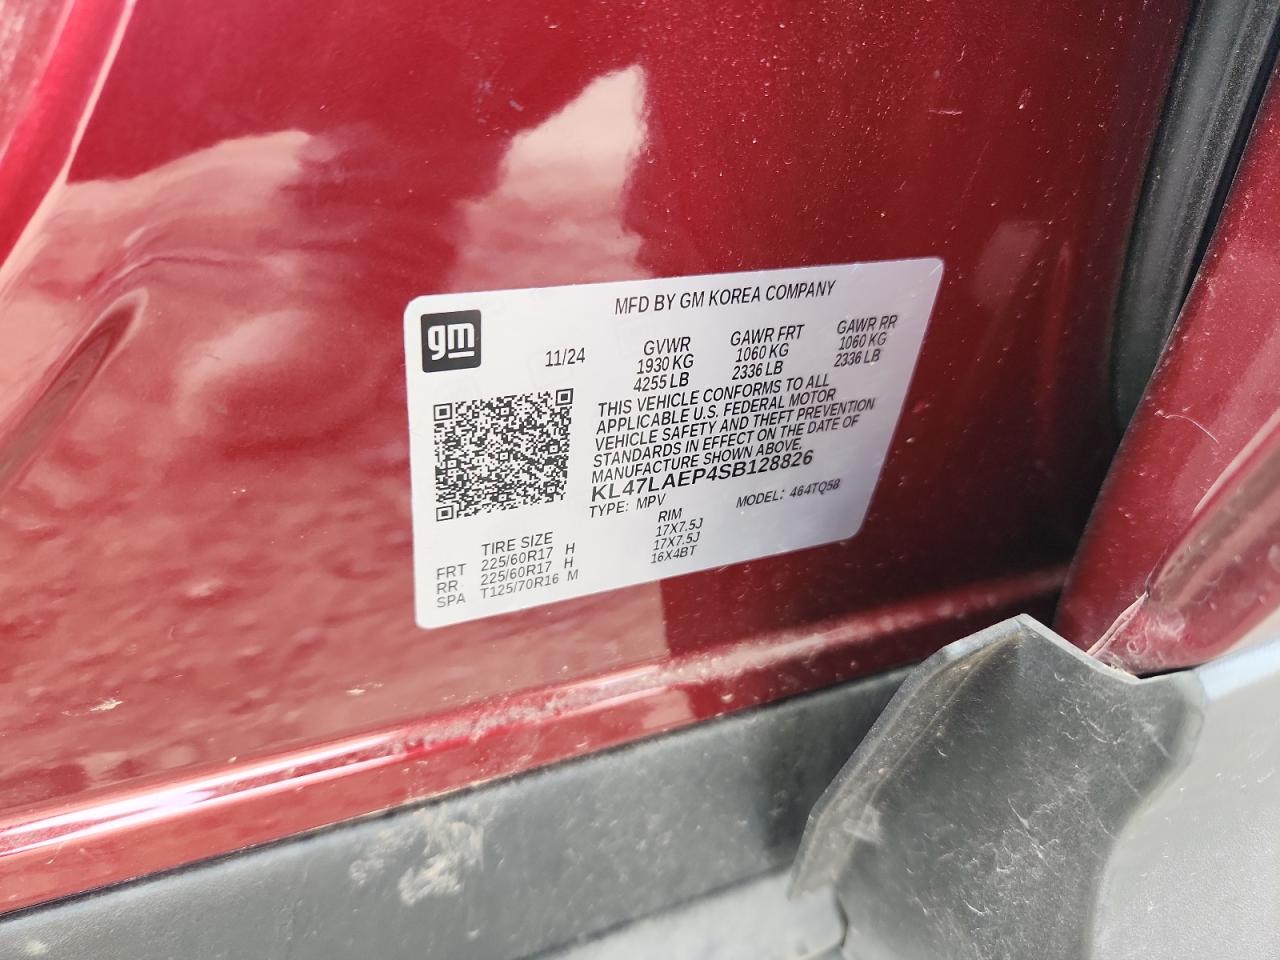 MFD BY GM KOREA COMPANY
gm
11/24
GVWR
1930 KG
4255 LB
GAWR FRT
1060 KG
2336 LB
GAWR RR
1060 KG
2336 LB
THIS VEHICLE CONFORMS TO ALL
APPLICABLE U.S. FEDERAL MOTOR
VEHICLE SAFETY AND THEFT PREVENTION
STANDARDS IN EFFECT ON THE DATE OF
MANUFACTURE SHOWN ABOVE.
KL47LAEP4SB128826
TYPE: MPV MODEL: 464TQ58
TIRE SIZE RIM
FRT 225/60R17 H 17X7.5J
RR 225/60R17 H 17X7.5J
SPA T125/70R16 M 16X4BT